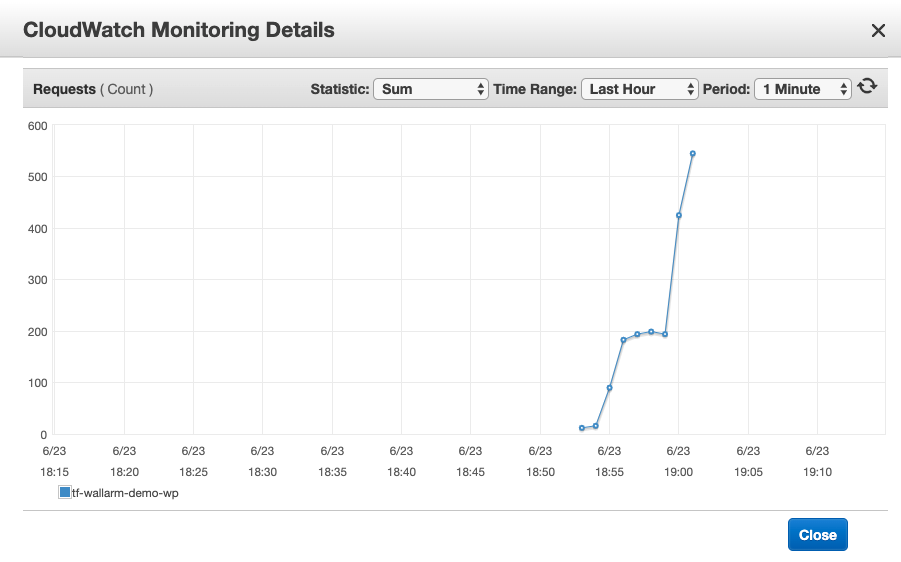 CloudWatch Monitoring Details
Requests ( Count ) Statistic: Sum Time Range: Last Hour Period: 1 Minute
600
500
400
300
200
100
0
6/23 6/23 6/23 6/23 6/23 6/23 6/23 6/23 6/23 6/23 6/23 6/23
18:15 18:20 18:25 18:30 18:35 18:40 18:45 18:50 18:55 19:00 19:05 19:10
tf-wallarm-demo-wp
Close